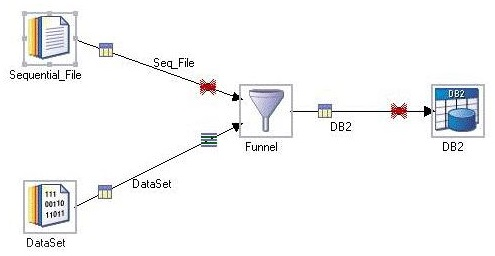 Sequential_File
Seq_File
DB2
Funnel
DB2
DB2
DataSet
111
00110
11011
DataSet